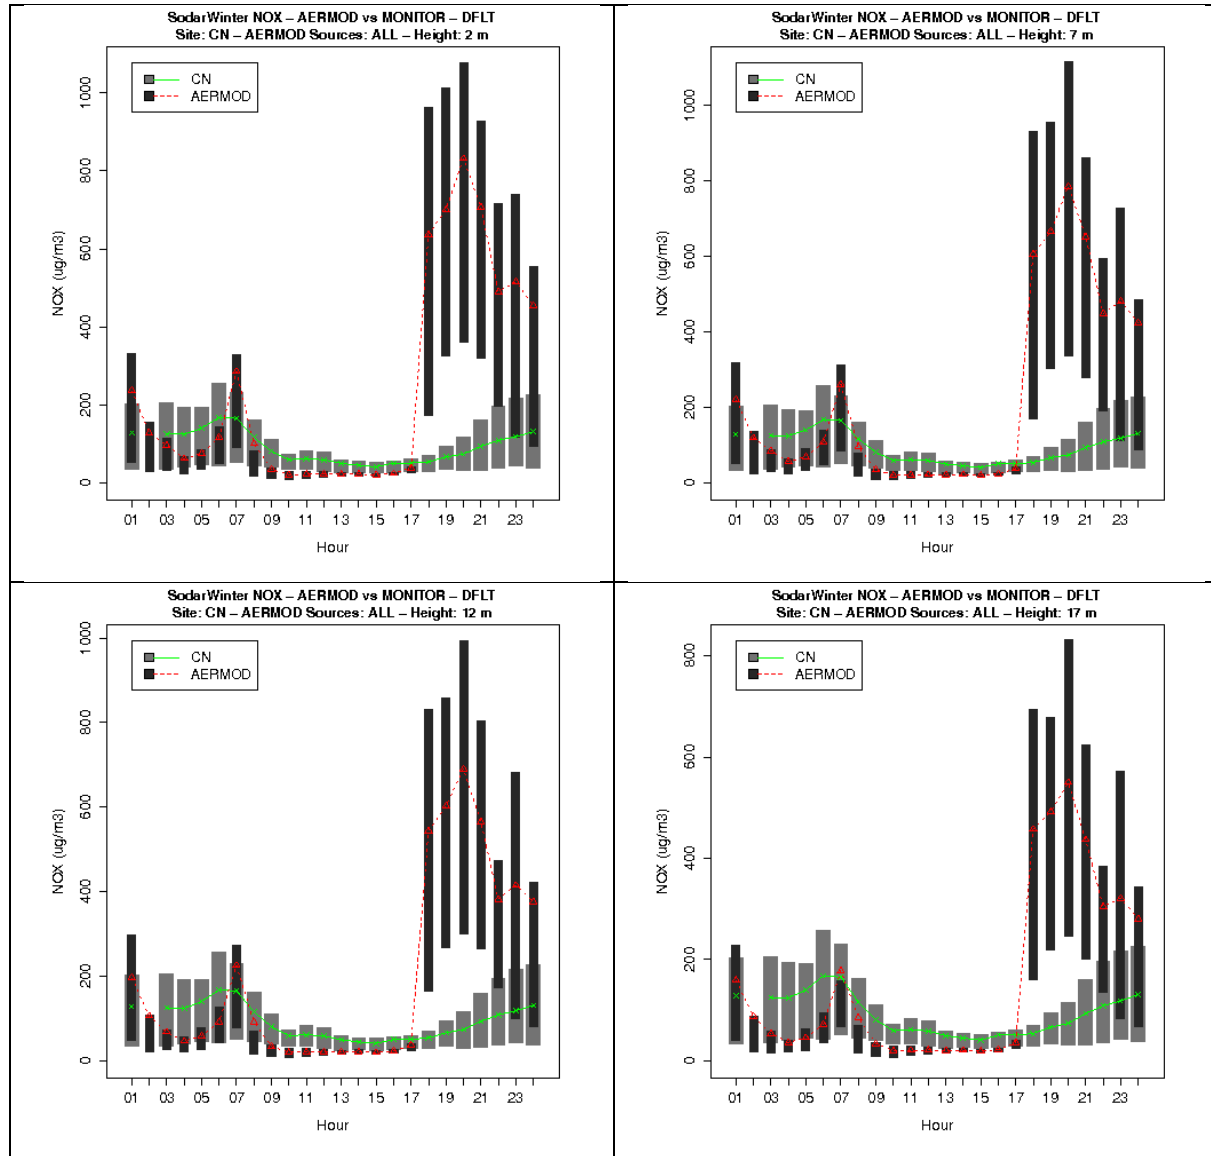 SodarWinter NOX – AERMOD vs MONITOR – DFLT
Site: CN – AERMOD Sources: ALL – Height: 2 m
CN
AERMOD
NOX (ug/m3)
0 200 400 600 800 1000
01 03 05 07 09 11 13 15 17 19 21 23
Hour
SodarWinter NOX – AERMOD vs MONITOR – DFLT
Site: CN – AERMOD Sources: ALL – Height: 7 m
CN
AERMOD
NOX (ug/m3)
0 200 400 600 800 1000
01 03 05 07 09 11 13 15 17 19 21 23
Hour
SodarWinter NOX – AERMOD vs MONITOR – DFLT
Site: CN – AERMOD Sources: ALL – Height: 12 m
CN
AERMOD
NOX (ug/m3)
0 200 400 600 800 1000
01 03 05 07 09 11 13 15 17 19 21 23
Hour
SodarWinter NOX – AERMOD vs MONITOR – DFLT
Site: CN – AERMOD Sources: ALL – Height: 17 m
CN
AERMOD
NOX (ug/m3)
0 200 400 600 800
01 03 05 07 09 11 13 15 17 19 21 23
Hour